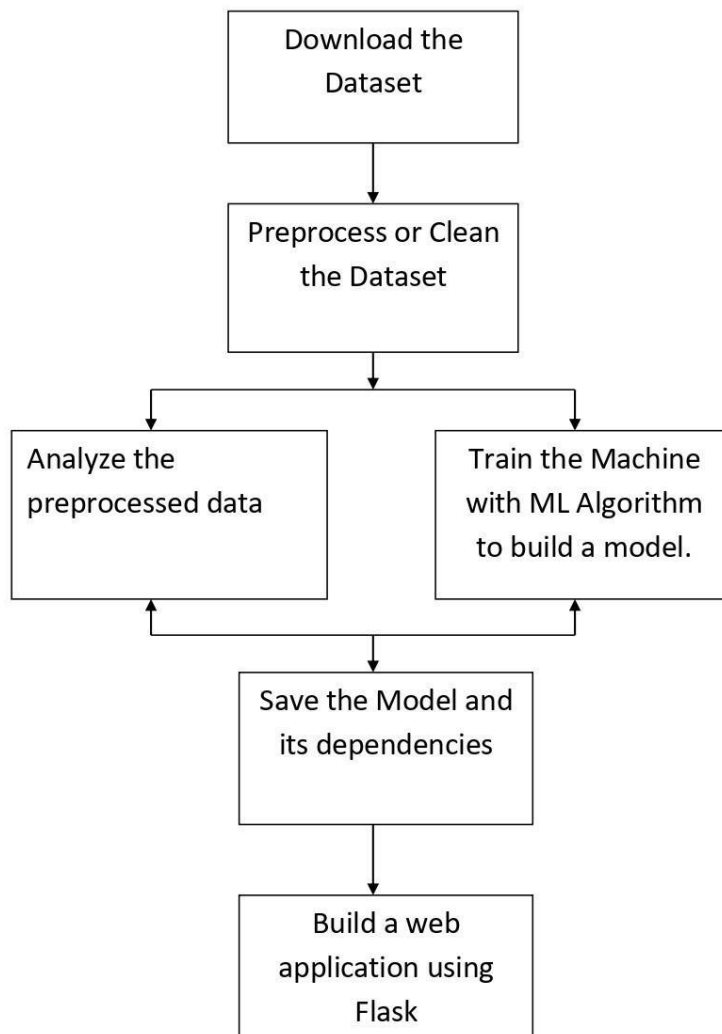 Download the
Dataset
Preprocess or Clean
the Dataset
Analyze the
preprocessed data
Train the Machine
with ML Algorithm
to build a model.
Save the Model and
its dependencies
Build a web
application using
Flask